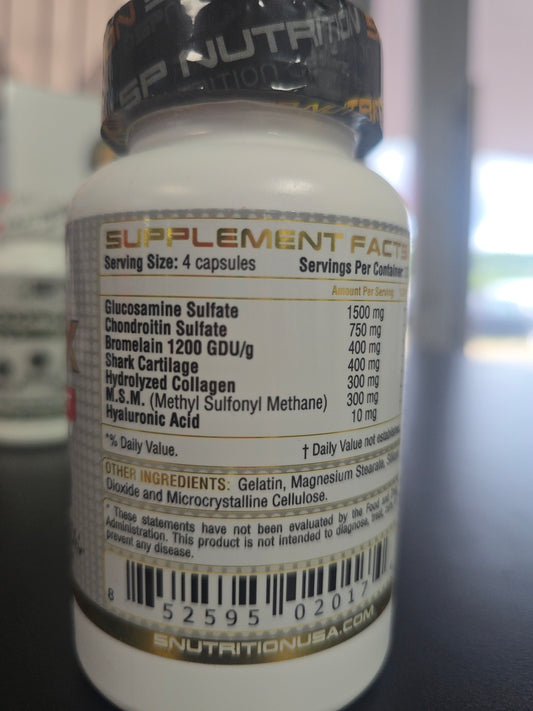 SP NUTRITION
SUPPLEMENT FACTS
Serving Size: 4 capsules Servings Per Container
Amount Per Serving
Glucosamine Sulfate 1500 mg
Chondroitin Sulfate 750 mg
Bromelain 1200 GDU/g 400 mg
Shark Cartilage 400 mg
Hydrolyzed Collagen 300 mg
M.S.M. (Methyl Sulfonyl Methane) 300 mg
Hyaluronic Acid 10 mg
*% Daily Value. † Daily Value not established
OTHER INGREDIENTS: Gelatin, Magnesium Stearate,
Dioxide and Microcrystalline Cellulose.
* These statements have not been evaluated by the Food and
Administration. This product is not intended to diagnose, treat,
prevent any disease.
8 52595 02017
SNUTRITIONUSA.COM